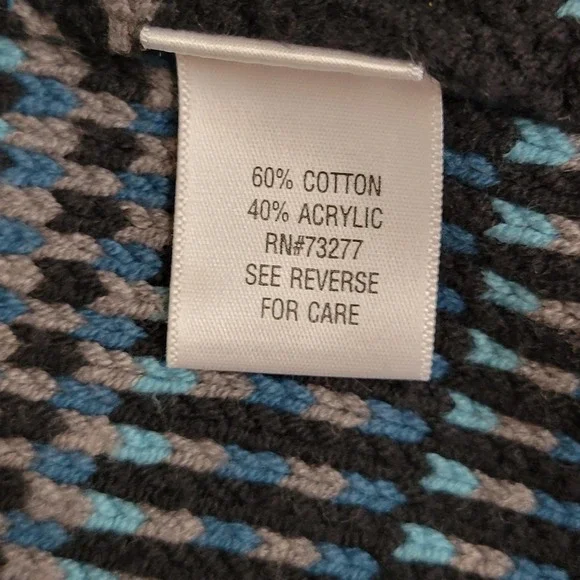 60% COTTON
40% ACRYLIC
RN#73277
SEE REVERSE
FOR CARE